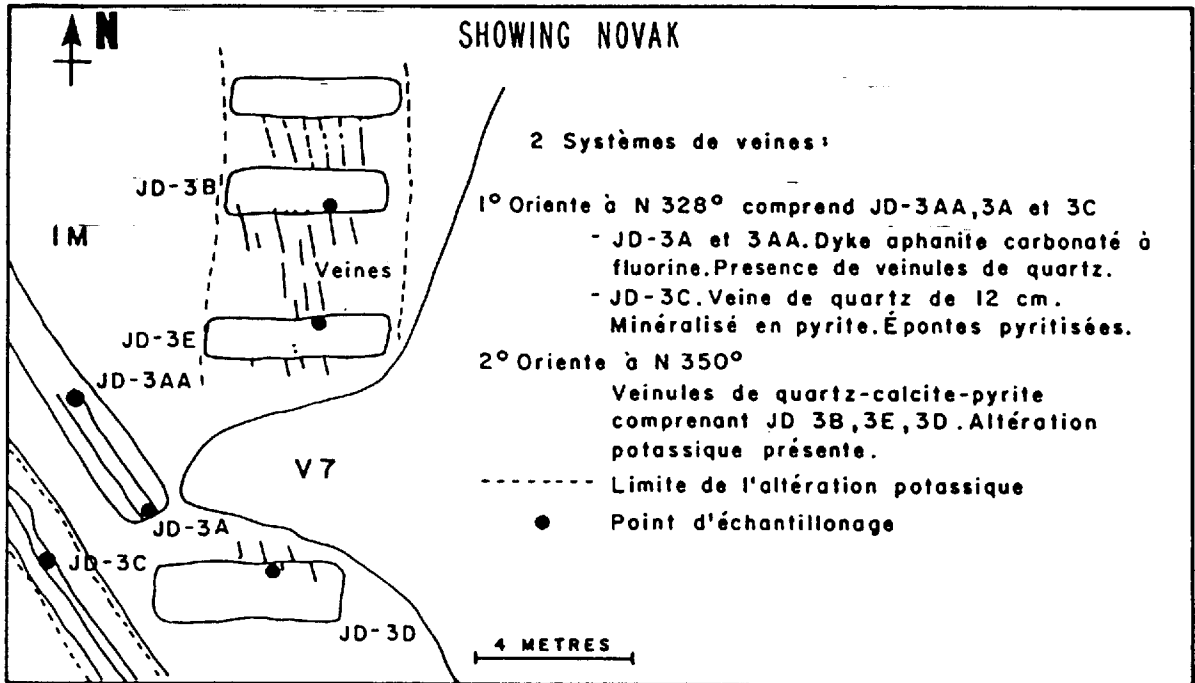 N
SHOWING NOVAK
2 Systèmes de veines:
JD-3B
1° Oriente à N 328° comprend JD-3AA,3A et 3C
1M
- JD-3A et 3AA.Dyke aphanite carbonaté à
fluorine.Presence de veinules de quartz.
Veines
- JD-3C.Veine de quartz de 12 cm.
Minéralisé en pyrite.Épontes pyritisées.
JD-3E
2° Oriente à N 350°
JD-3AA
Veinules de quartz-calcite-pyrite
comprenant JD 3B,3E,3D.Altération
potassique présente.
V7
Limite de l'altération potassique
Point d'échantillonage
JD-3A
JD-3C
JD-3D
4 METRES